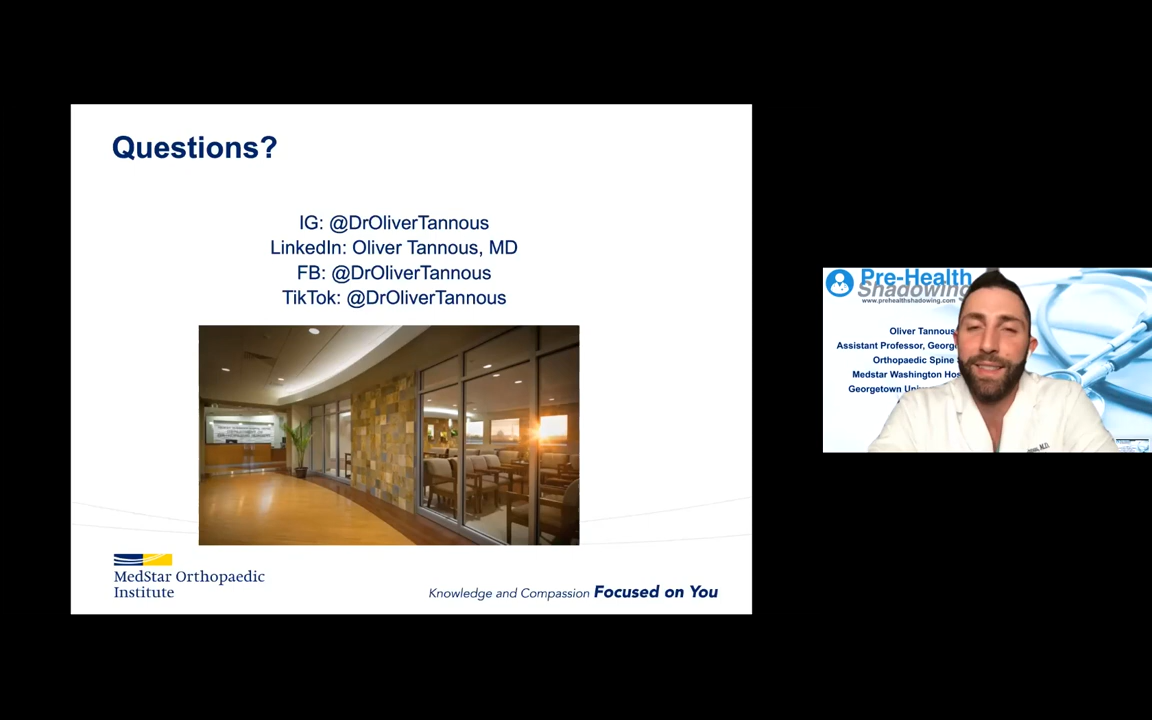 Questions?
IG: @DrOliverTannous
LinkedIn: Oliver Tannous, MD
FB: @DrOliverTannous
TikTok: @DrOliverTannous
MedStar Orthopaedic
Institute
Knowledge and Compassion Focused on You
Pre-Health
Shadowing
www.prehealthshadowing.com
Oliver Tannous
Assistant Professor, Georg
Orthopaedic Spine
Medstar Washington Hos
Georgetown Un